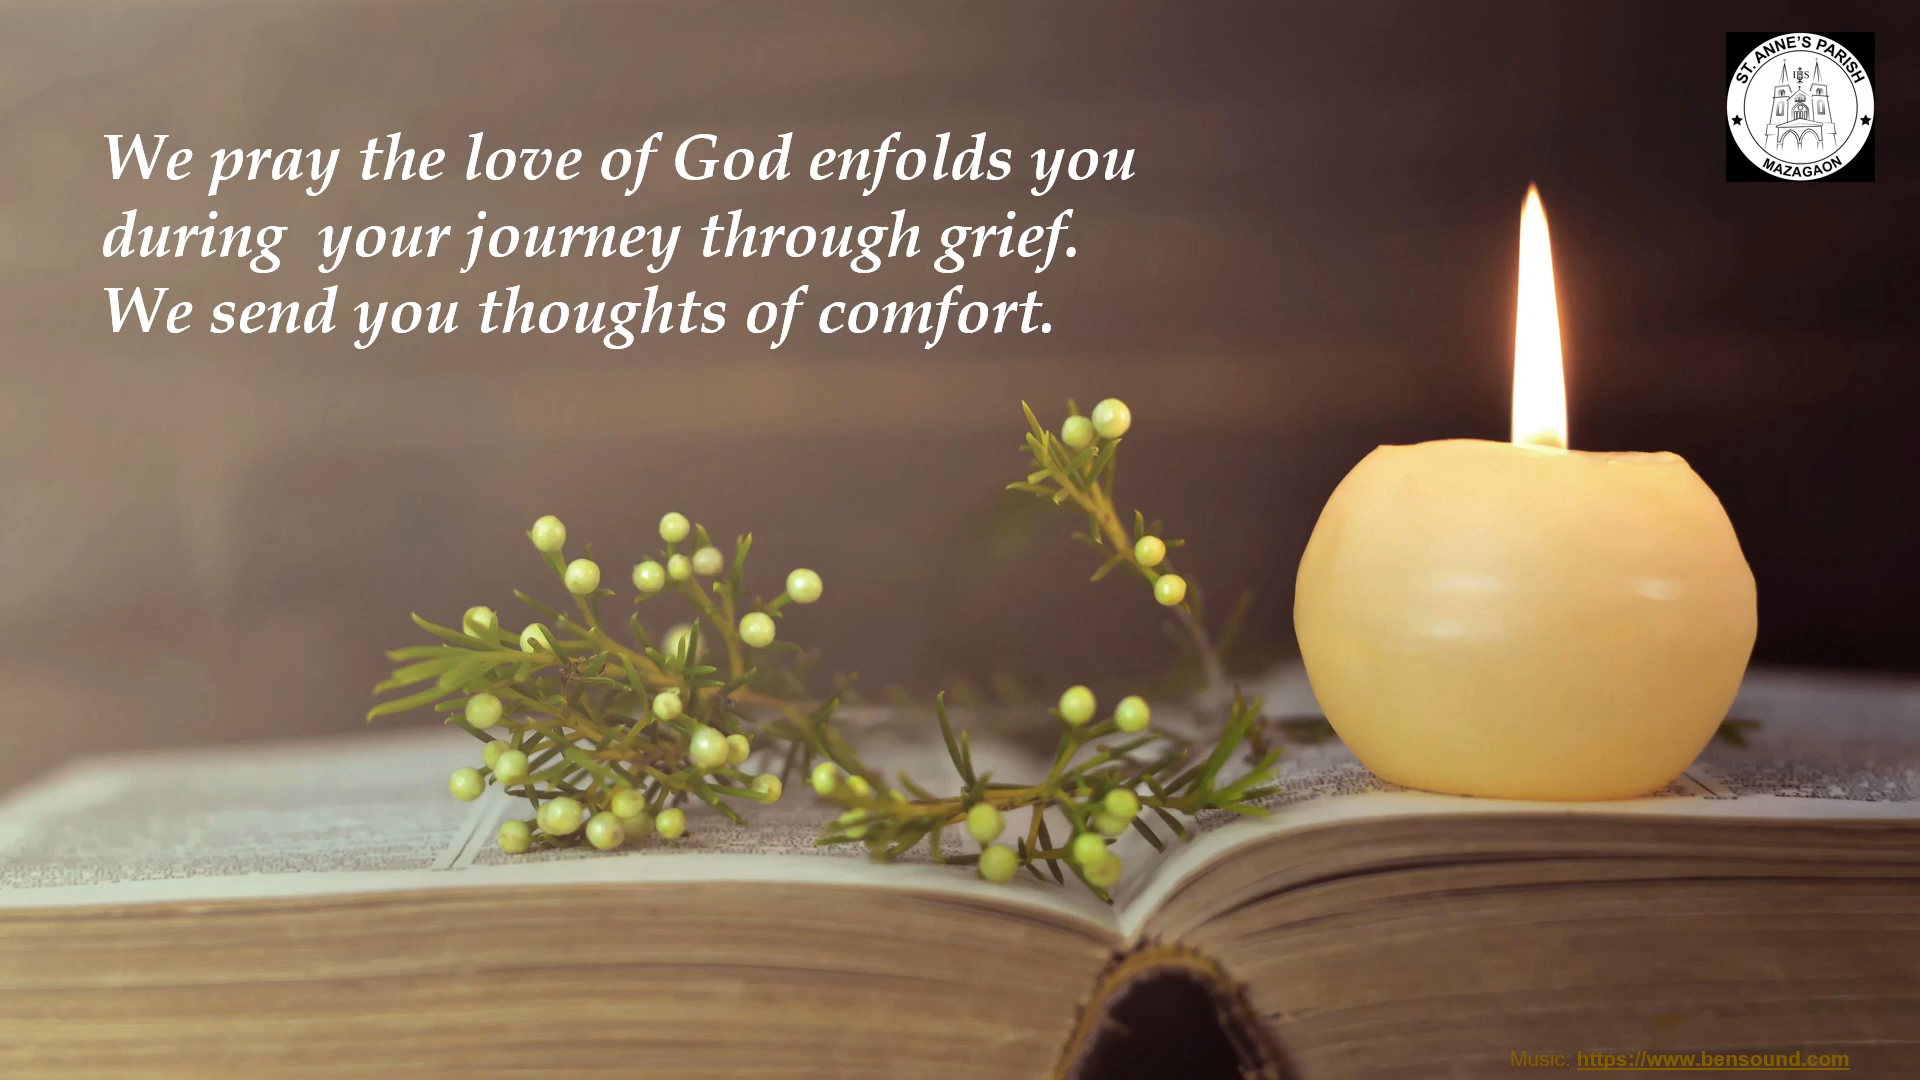 ST. ANNE'S PARISH
IHS
MAZAGAON
We pray the love of God enfolds you
during  your journey through grief.
We send you thoughts of comfort.
Music: https://www.bensound.com